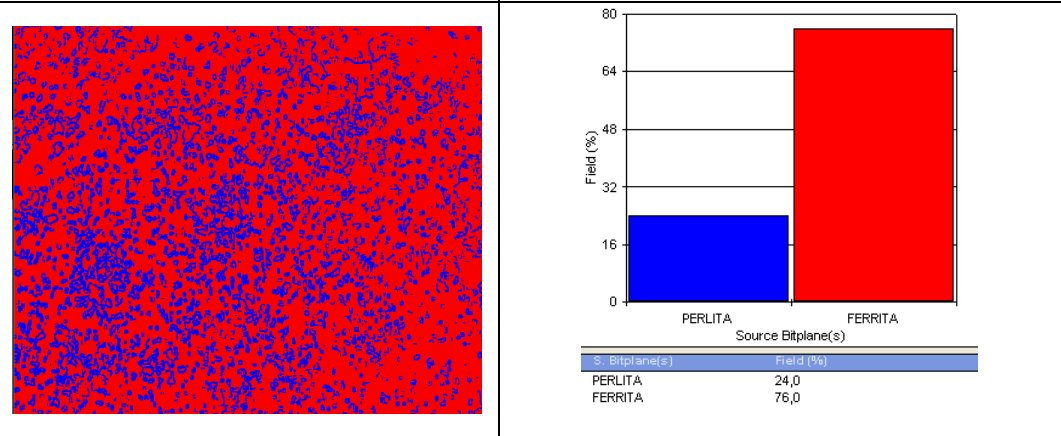 80
64
48
32
16
0
Field (%)
PERLITA FERRITA
Source Bitplane(s)
S. Bitplane(s) Field (%)
PERLITA 24,0
FERRITA 76,0